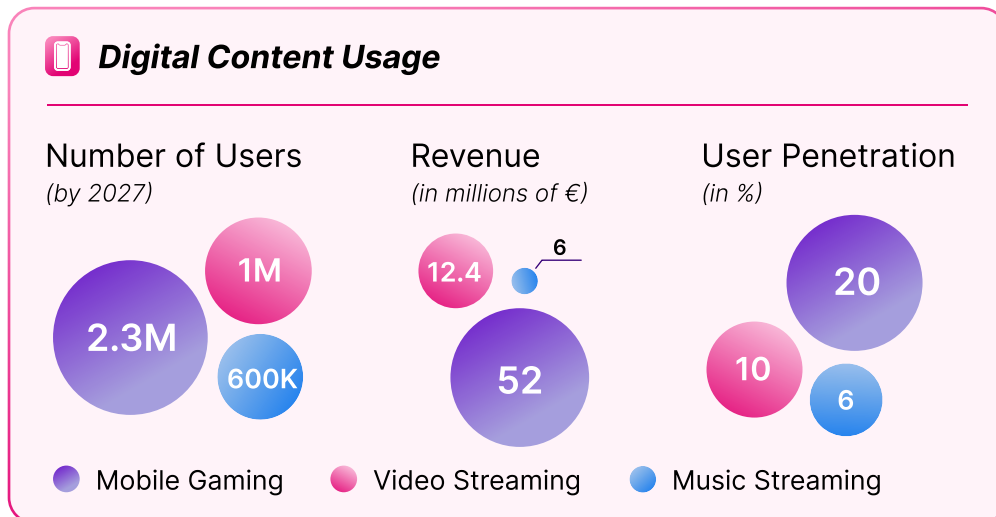 Digital Content Usage
Number of Users
(by 2027)
2.3M
1M
600K
Revenue
(in millions of €)
12.4
6
52
User Penetration
(in %)
20
10
6
Mobile Gaming
Video Streaming
Music Streaming